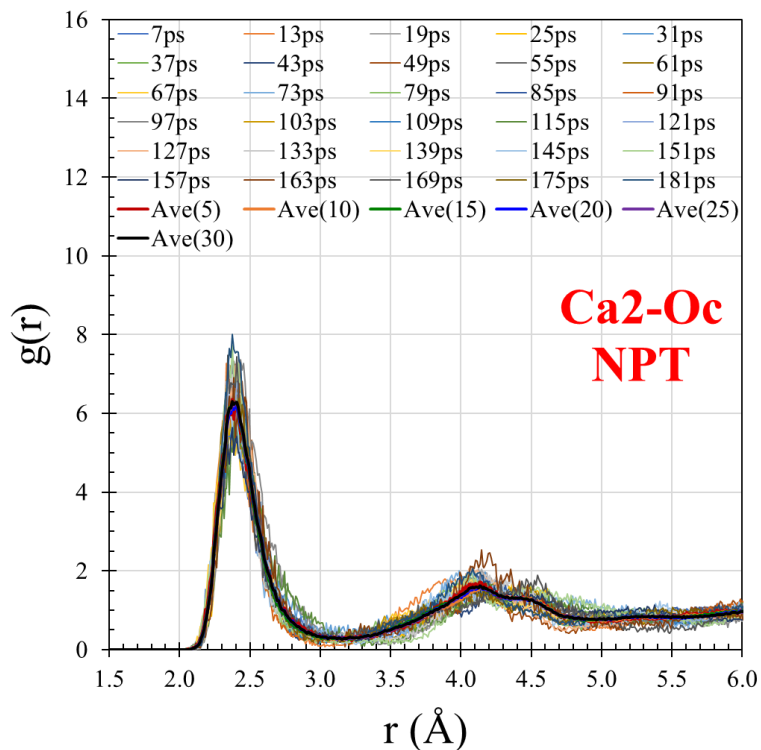 16
14
12
10
8
6
4
2
0
g(r)
7ps 13ps 19ps 25ps 31ps
37ps 43ps 49ps 55ps 61ps
67ps 73ps 79ps 85ps 91ps
97ps 103ps 109ps 115ps 121ps
127ps 133ps 139ps 145ps 151ps
157ps 163ps 169ps 175ps 181ps
Ave(5) Ave(10) Ave(15) Ave(20) Ave(25)
Ave(30)
Ca2-Oc
NPT
1.5 2.0 2.5 3.0 3.5 4.0 4.5 5.0 5.5 6.0
r (Å)